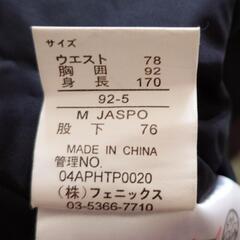 サイズ
ウエスト 78
胸囲 92
身長 170
92-5
M JASPO
股下 76
MADE IN CHINA
管理NO.
04APHTP0020
(株)フェニックス
03-5366-7710